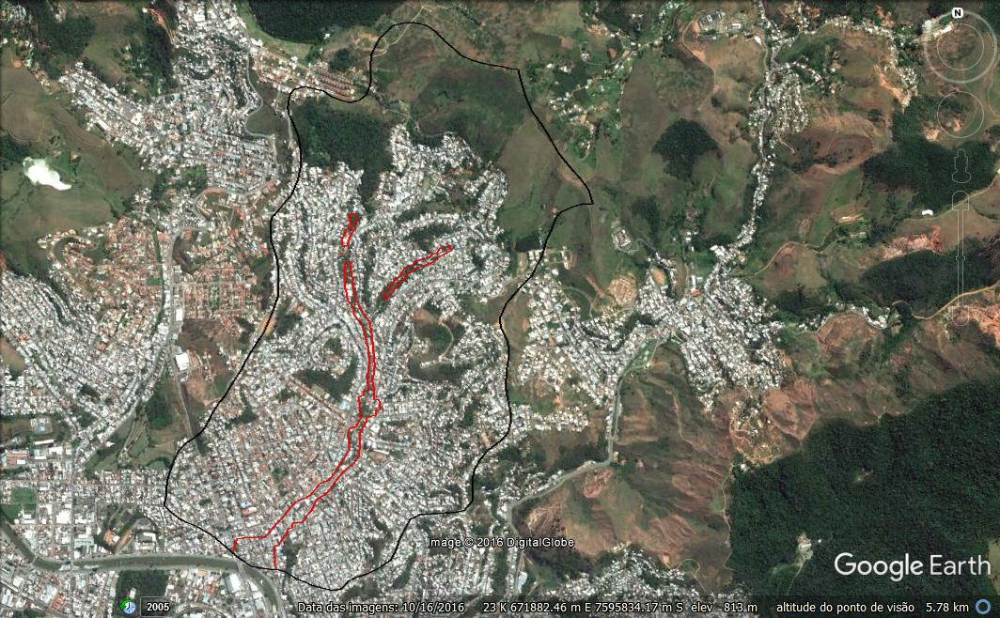 N
Image © 2016 DigitalGlobe
Google Earth
2005
Data das imagens: 10/16/2016 23 K 671882.46 m E 7595834.17 m S elev 813 m altitude do ponto de visão 5.78 km